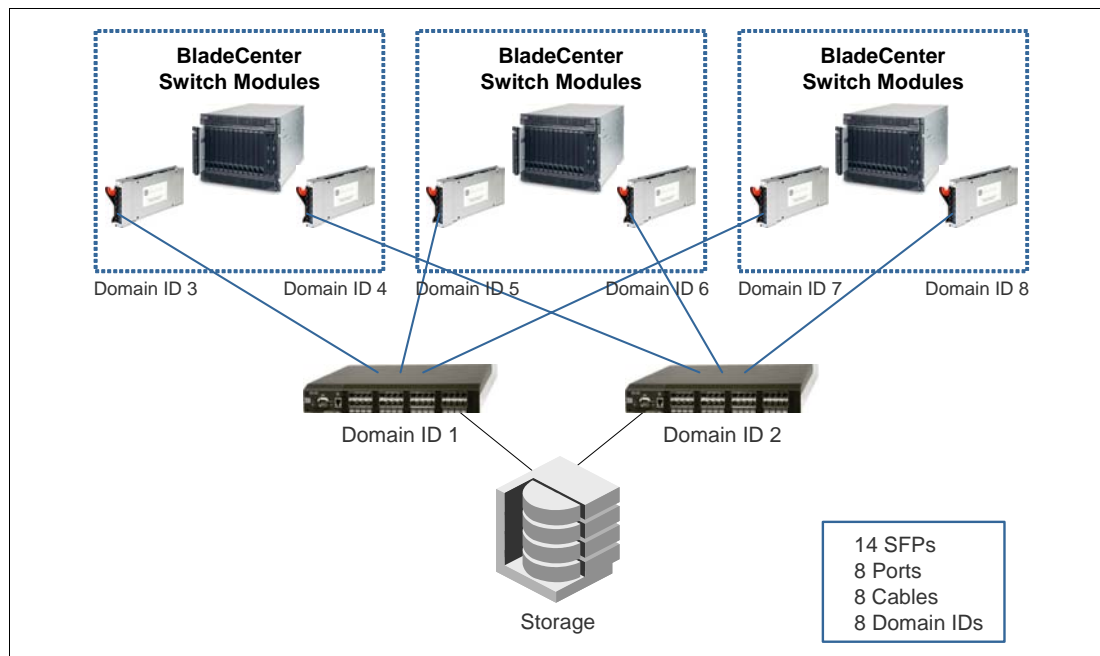 BladeCenter
Switch Modules
BladeCenter
Switch Modules
BladeCenter
Switch Modules
Domain ID 3
Domain ID 4
Domain ID 5
Domain ID 6
Domain ID 7
Domain ID 8
Domain ID 1
Domain ID 2
Storage
14 SFPs
8 Ports
8 Cables
8 Domain IDs